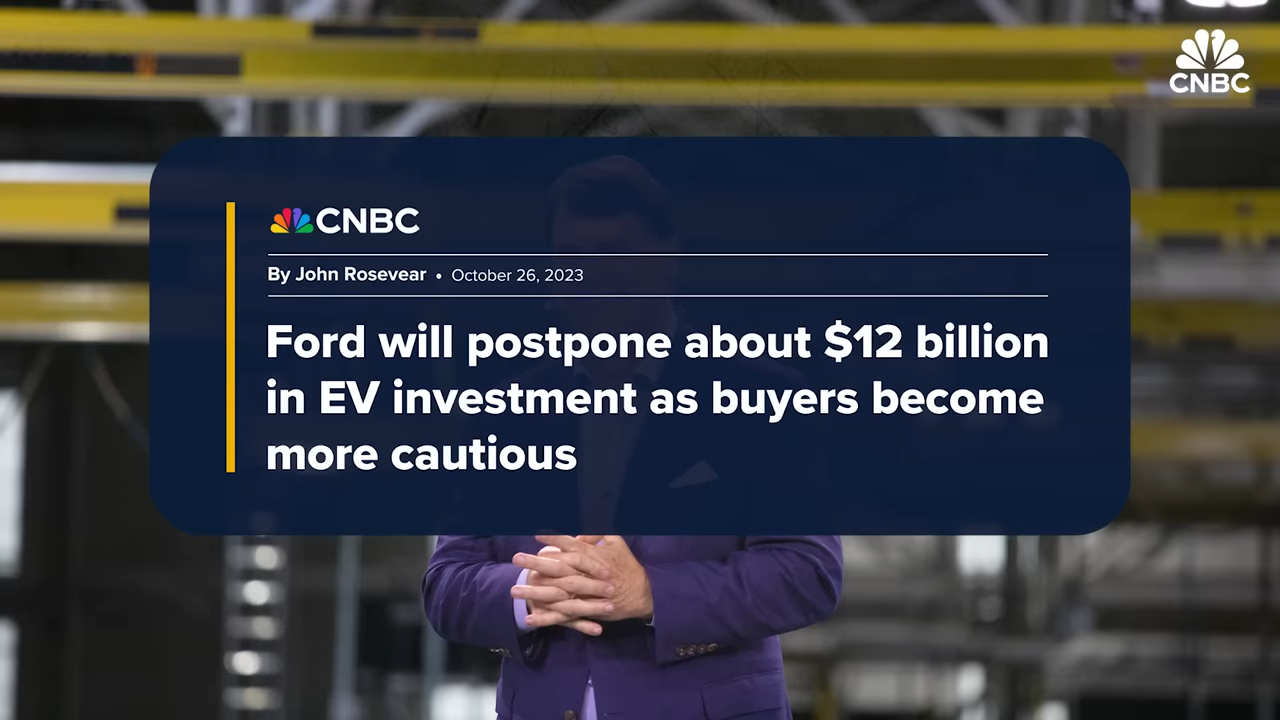 CNBC
CNBC
By John Rosevear • October 26, 2023
Ford will postpone about $12 billion
in EV investment as buyers become
more cautious